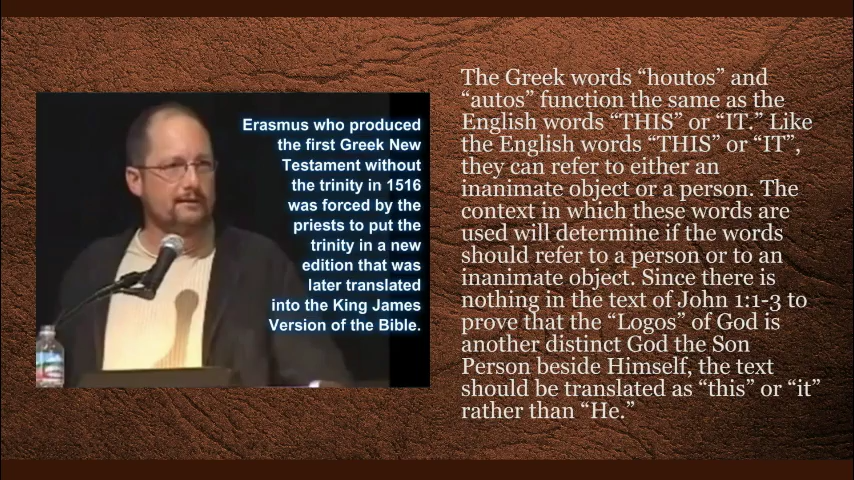 Erasmus who produced
the first Greek New
Testament without
the trinity in 1516
was forced by the
priests to put the
trinity in a new
edition that was
later translated
into the King James
Version of the Bible.
The Greek words “houtos” and
“autos” function the same as the
English words “THIS” or “IT.” Like
the English words “THIS” or “IT”,
they can refer to either an
inanimate object or a person. The
context in which these words are
used will determine if the words
should refer to a person or to an
inanimate object. Since there is
nothing in the text of John 1:1-3 to
prove that the “Logos” of God is
another distinct God the Son
Person beside Himself, the text
should be translated as “this” or “it”
rather than “He.”